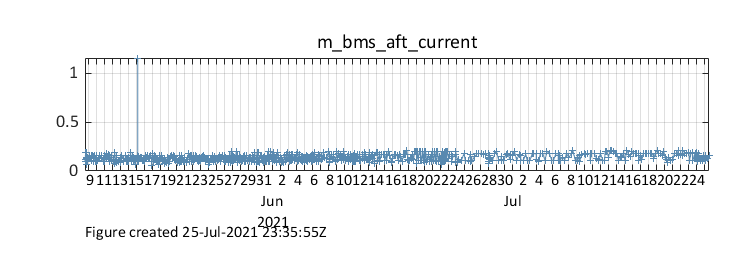 m_bms_aft_current
1
0.5
0
9 11 13 15 17 19 21 23 25 27 29 31 2 4 6 8 10 12 14 16 18 20 22 24 26 28 30 2 4 6 8 10 12 14 16 18 20 22 24
Jun Jul
2021
Figure created 25-Jul-2021 23:35:55Z